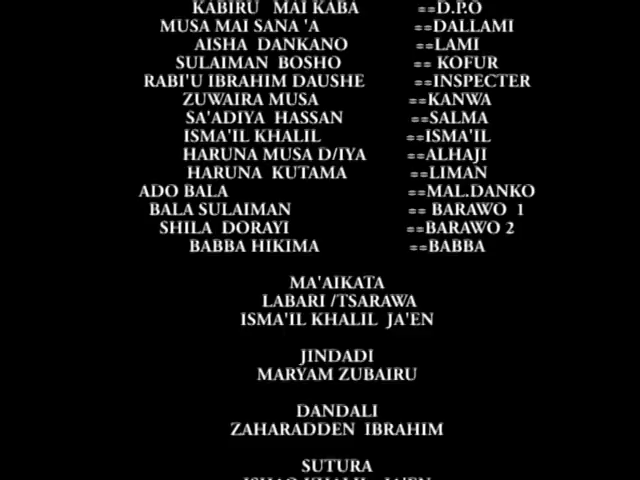 KABIRU MAI KABA ==D.P.O
MUSA MAI SANA 'A ==DALLAMI
AISHA DANKANO ==LAMI
SULAIMAN BOSHO == KOFUR
RABI'U IBRAHIM DAUSHE ==INSPECTER
ZUWAIRA MUSA ==KANWA
SA'ADIYA HASSAN ==SALMA
ISMA'IL KHALIL ==ISMA'IL
HARUNA MUSA D/IYA ==ALHAJI
HARUNA KUTAMA ==LIMAN
ADO BALA ==MAL.DANKO
BALA SULAIMAN == BARAWO 1
SHILA DORAYI ==BARAWO 2
BABBA HIKIMA ==BABBA
MA'AIKATA
LABARI /TSARAWA
ISMA'IL KHALIL JA'EN
JINDADI
MARYAM ZUBAIRU
DANDALI
ZAHARADDEN IBRAHIM
SUTURA